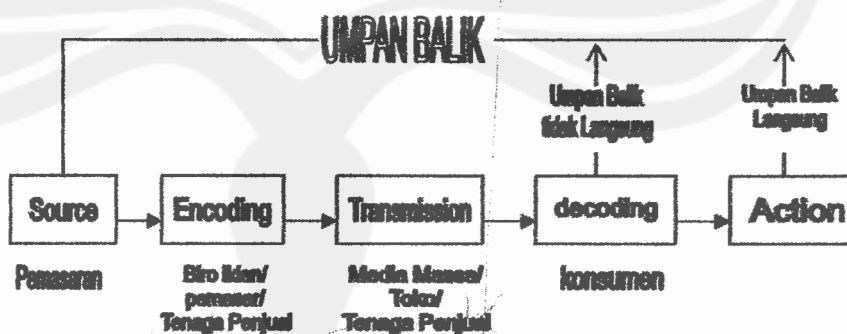 UMPAN BALIK
Umpan Balik
tidak Langsung
Umpan Balik
Langsung
Source
Encoding
Transmission
decoding
Action
Pemasaran
Biro iklan/
pemasar/
Tenaga Penjual
Media Massa/
Toko/
Tenaga Penjual
konsumen